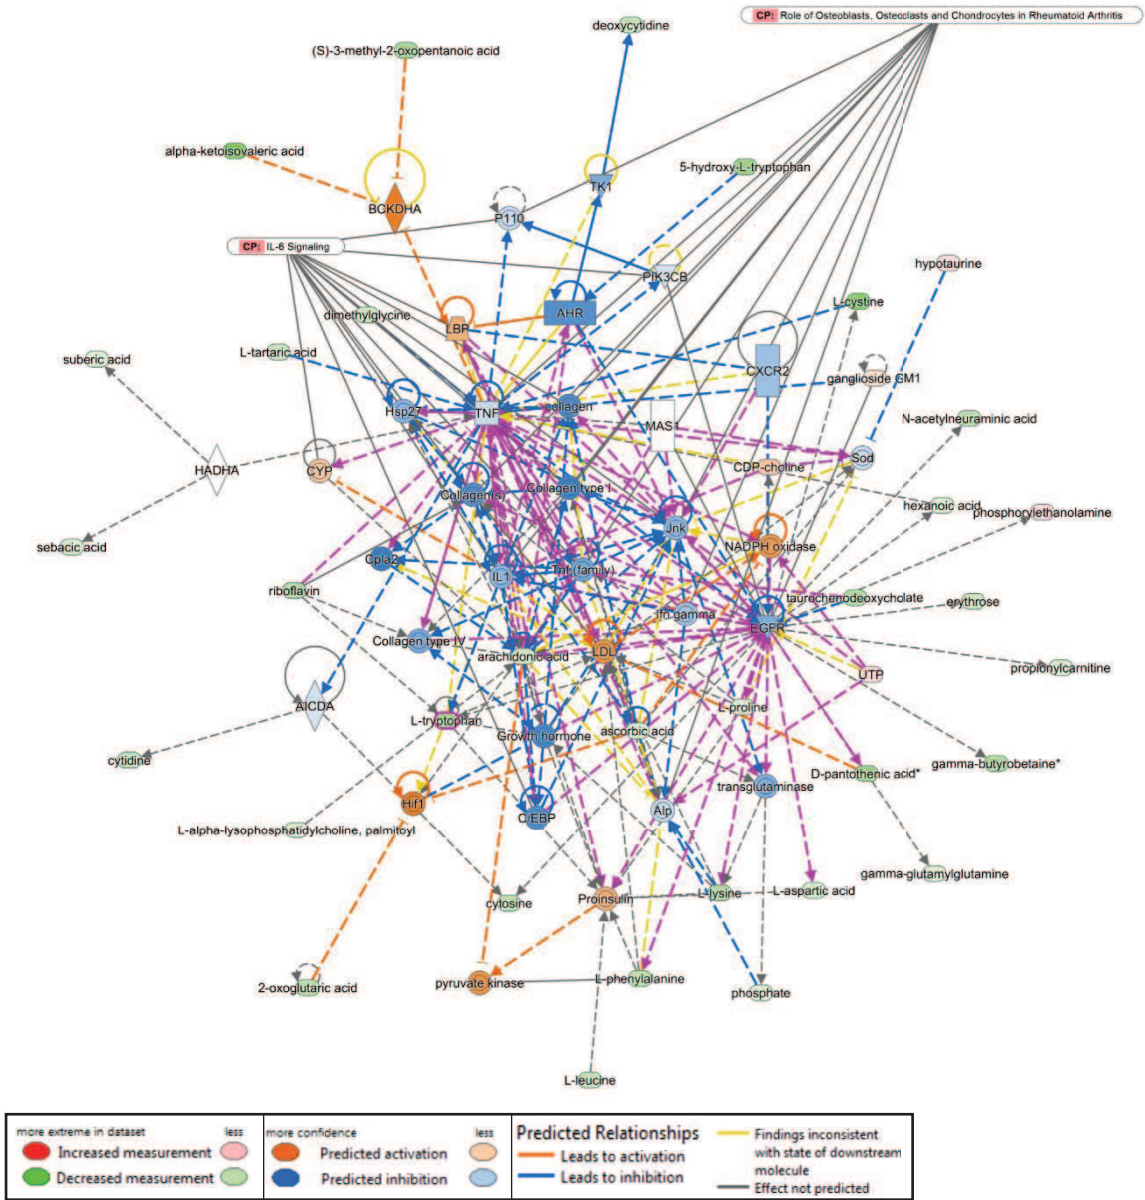 deoxycytidine
CP: Role of Osteoblasts, Osteoclasts and Chondrocytes in Rheumatoid Arthritis
(S)-3-methyl-2-oxopentanoic acid
alpha-ketoisovaleric acid
5-hydroxy-L-tryptophan
TK1
BCKDHA
P110
CP: IL-6 Signaling
PIK3CB
hypotaurine
L-cystine
dimethylglycine
LBP
AHR
L-tartaric acid
suberic acid
CXCR2
ganglioside GM1
Hsp27
TNF
collagen
MAS1
N-acetylneuraminic acid
HADHA
CYP
CDP-choline
Sod
Collagen(s)
Collagen type I
hexanoic acid
phosphorylethanolamine
Jnk
NADPH oxidase
sebacic acid
Cpla2
IL1
Tnf (family)
riboflavin
taurochenodeoxycholate
erythrose
Ifn gamma
EGFR
Collagen type IV
arachidonic acid
LDL
propionylcarnitine
UTP
AICDA
L-tryptophan
L-proline
Growth hormone
ascorbic acid
cytidine
gamma-butyrobetaine*
D-pantothenic acid*
transglutaminase
Hif1
Alp
C/EBP
L-alpha-lysophosphatidylcholine, palmitoyl
gamma-glutamylglutamine
L-lysine
L-aspartic acid
cytosine
Proinsulin
2-oxoglutaric acid
pyruvate kinase
L-phenylalanine
phosphate
L-leucine
more extreme in dataset less
Increased measurement
Decreased measurement
more confidence less
Predicted activation
Predicted inhibition
Predicted Relationships
Leads to activation
Leads to inhibition
Findings inconsistent
with state of downstream
molecule
Effect not predicted